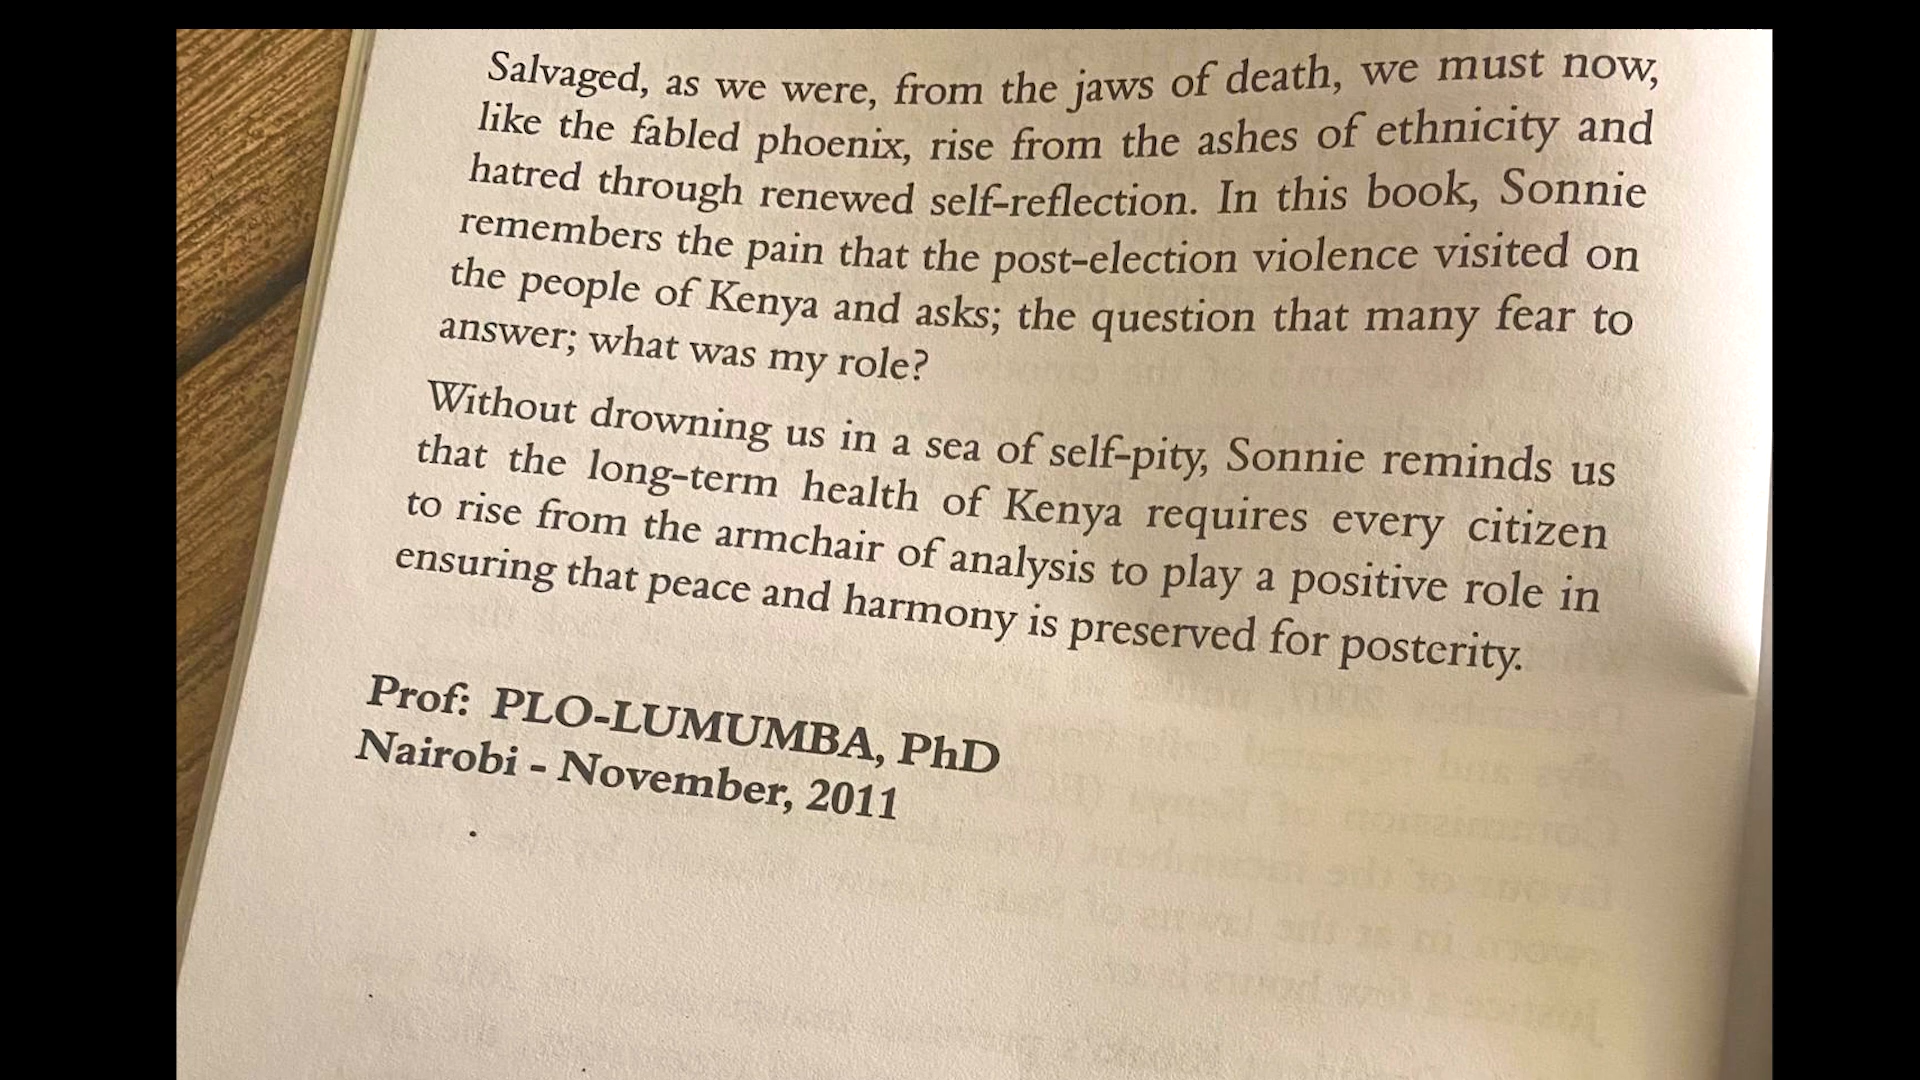 Salvaged, as we were, from the jaws of death, we must now,
like the fabled phoenix, rise from the ashes of ethnicity and
hatred through renewed self-reflection. In this book, Sonnie
remembers the pain that the post-election violence visited on
the people of Kenya and asks; the question that many fear to
answer; what was my role?
Without drowning us in a sea of self-pity, Sonnie reminds us
that the long-term health of Kenya requires every citizen
to rise from the armchair of analysis to play a positive role in
ensuring that peace and harmony is preserved for posterity.
Prof: PLO-LUMUMBA, PhD
Nairobi - November, 2011